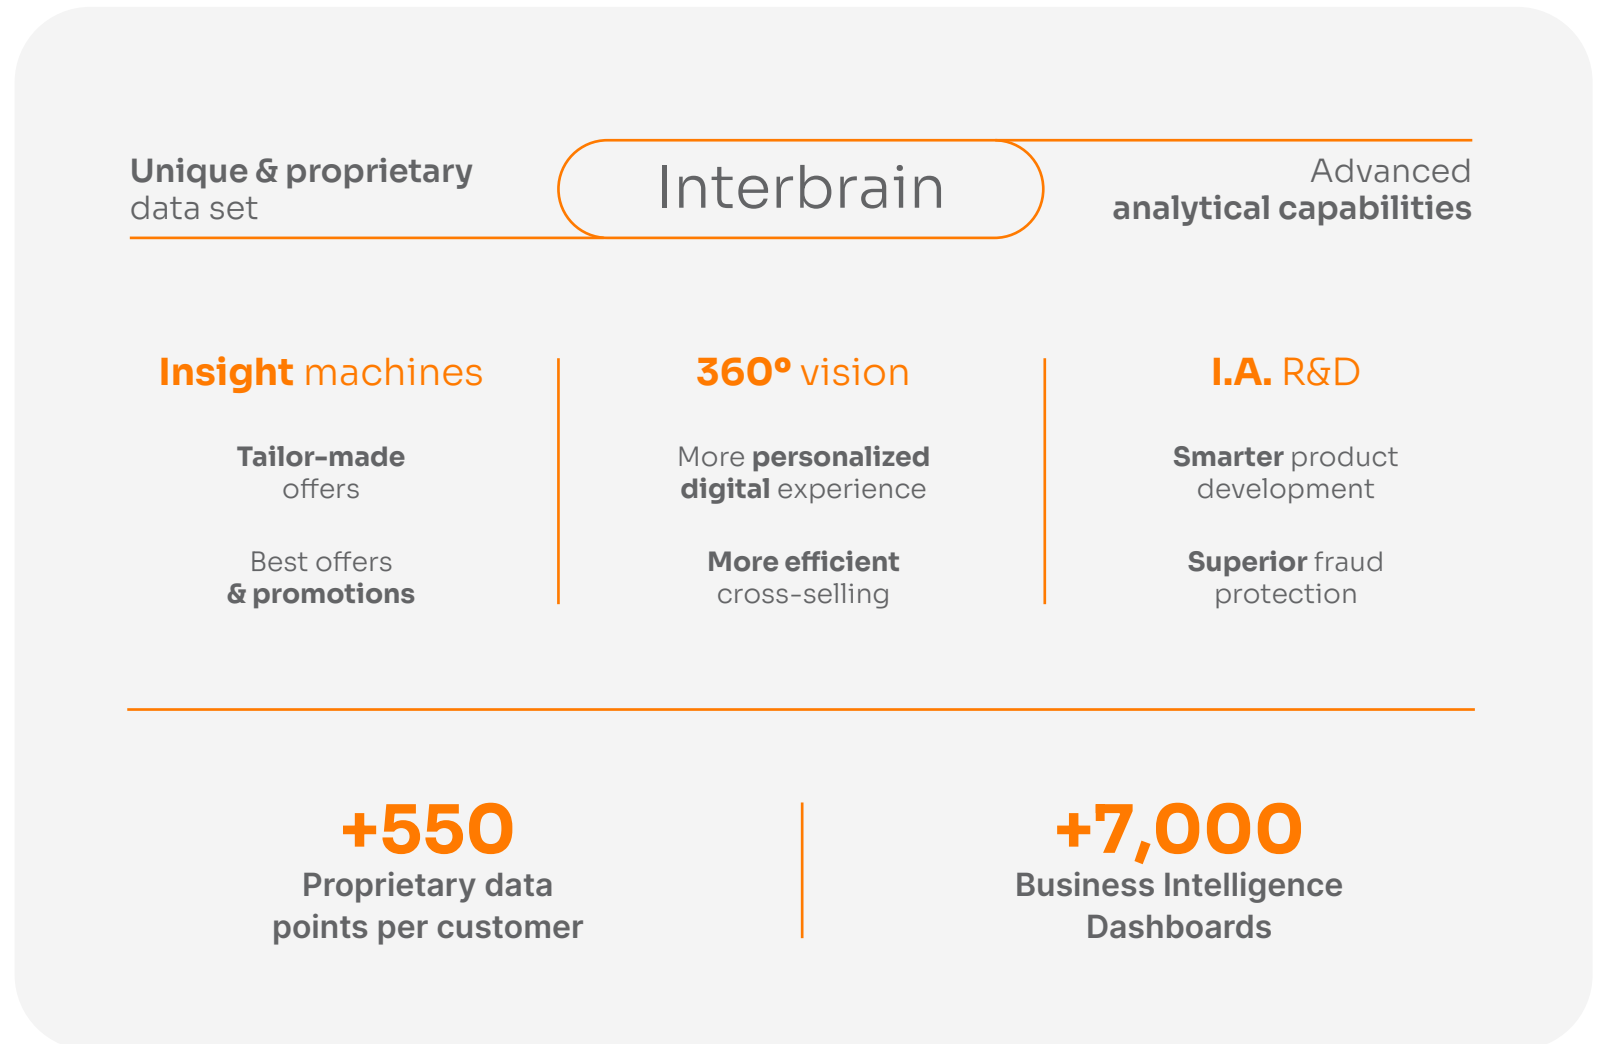 Unique & proprietary
data set
Interbrain
Advanced
analytical capabilities
Insight machines
Tailor-made
offers
Best offers
& promotions
360º vision
More personalized
digital experience
More efficient
cross-selling
I.A. R&D
Smarter product
development
Superior fraud
protection
+550
Proprietary data
points per customer
+7,000
Business Intelligence
Dashboards